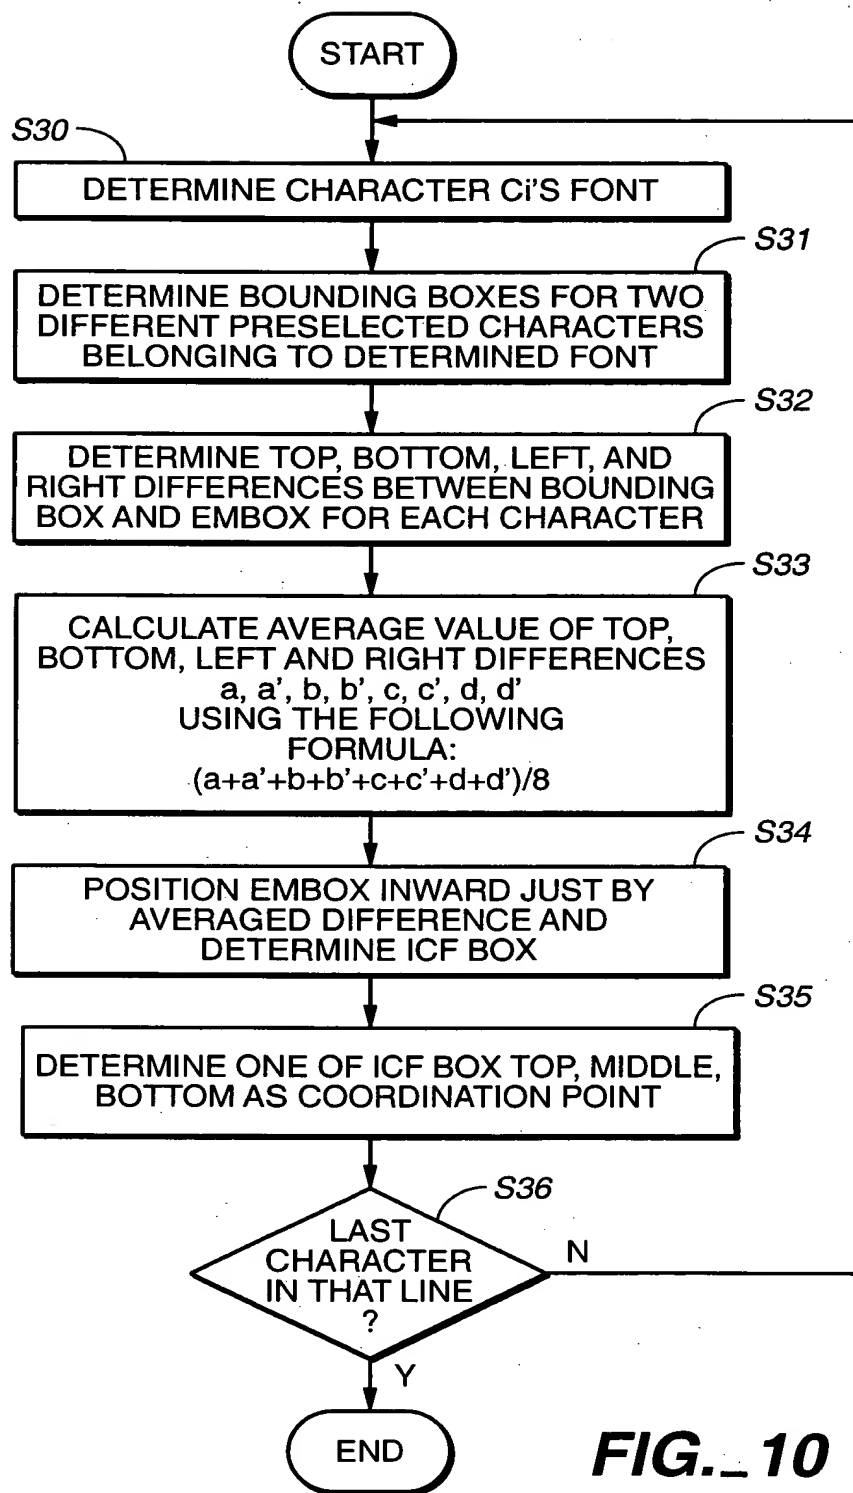 START
S30
DETERMINE CHARACTER Ci'S FONT
S31
DETERMINE BOUNDING BOXES FOR TWO
DIFFERENT PRESELECTED CHARACTERS
BELONGING TO DETERMINED FONT
S32
DETERMINE TOP, BOTTOM, LEFT, AND
RIGHT DIFFERENCES BETWEEN BOUNDING
BOX AND EMBOX FOR EACH CHARACTER
S33
CALCULATE AVERAGE VALUE OF TOP,
BOTTOM, LEFT AND RIGHT DIFFERENCES
a, a', b, b', c, c', d, d'
USING THE FOLLOWING
FORMULA:
(a+a'+b+b'+c+c'+d+d')/8
S34
POSITION EMBOX INWARD JUST BY
AVERAGED DIFFERENCE AND
DETERMINE ICF BOX
S35
DETERMINE ONE OF ICF BOX TOP, MIDDLE,
BOTTOM AS COORDINATION POINT
S36
LAST
CHARACTER
IN THAT LINE
?
N
Y
END
FIG._10